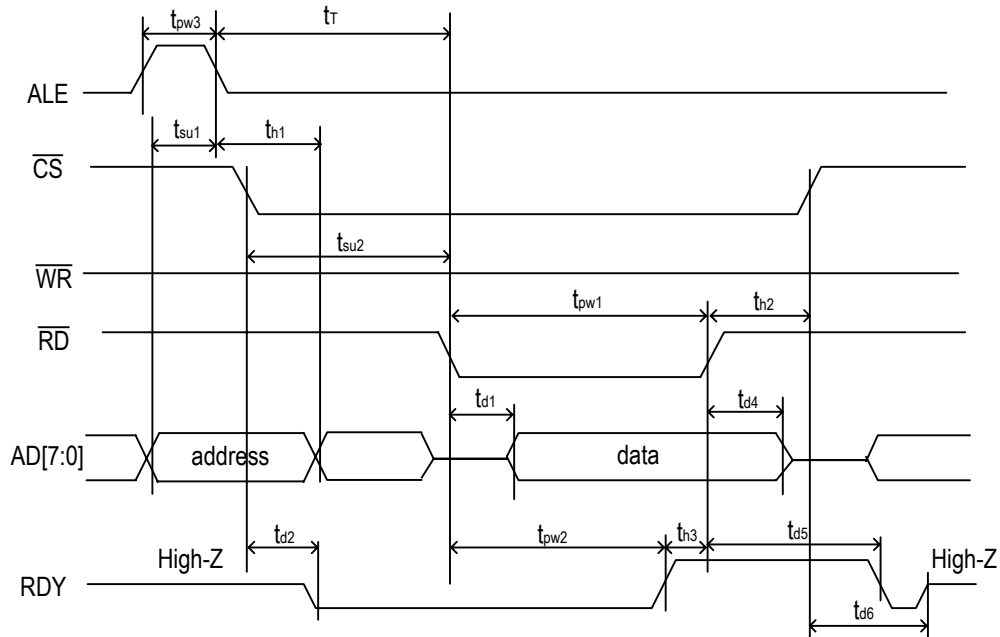 tpw3 tT
ALE
tsu1 th1
CS
tsu2
WR
tpw1 th2
RD
td1 td4
AD[7:0] address data
td2 tpw2 th3 td5
High-Z High-Z
RDY
td6